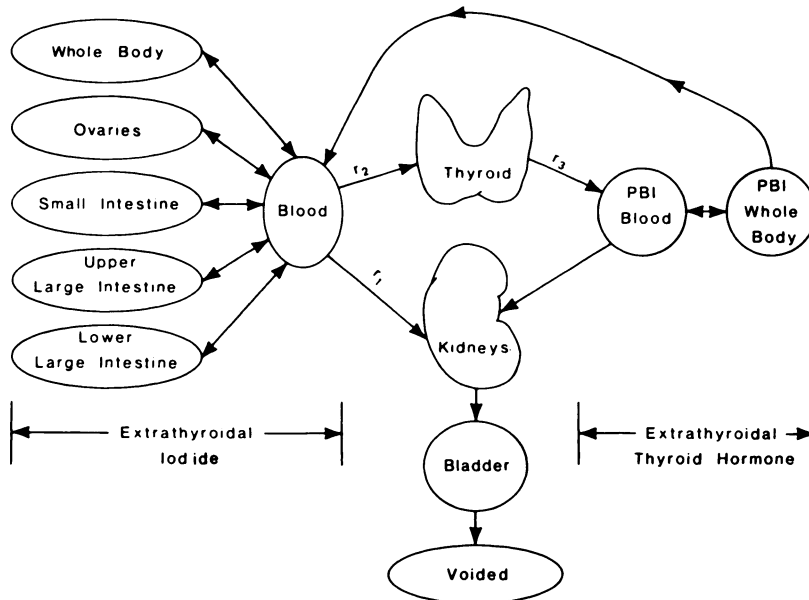 Whole Body
Ovaries
Small Intestine
Upper
Large Intestine
Lower
Large Intestine
Blood
r2
r1
Thyroid
r3
Kidneys
PBI
Blood
PBI
Whole
Body
Extrathyroidal
Iodide
Extrathyroidal
Thyroid Hormone
Bladder
Voided